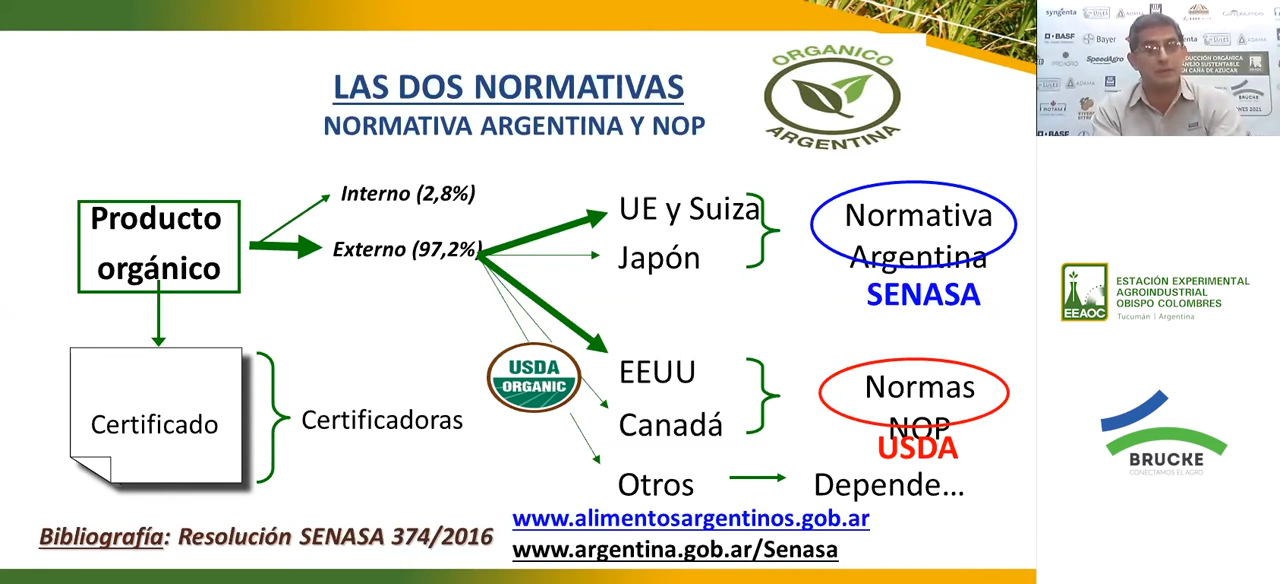 LAS DOS NORMATIVAS
NORMATIVA ARGENTINA Y NOP
ORGANICO
ARGENTINA
Producto
orgánico
Interno (2,8%)
Externo (97,2%)
UE y Suiza
Japón
Normativa
Argentina
SENASA
USDA
ORGANIC
EEUU
Canadá
Normas
NOP
USDA
Otros
Depende...
Certificado
Certificadoras
www.alimentosargentinos.gob.ar
www.argentina.gob.ar/Senasa
Bibliografía: Resolución SENASA 374/2016
syngenta
BASF
Bayer
SpeedAgro
ADAMA
ROTAM
BRUCKE
EEAOC
ESTACIÓN EXPERIMENTAL
AGROINDUSTRIAL
OBISPO COLOMBRES
Tucumán | Argentina
BRUCKE
CONECTAMOS EL AGRO